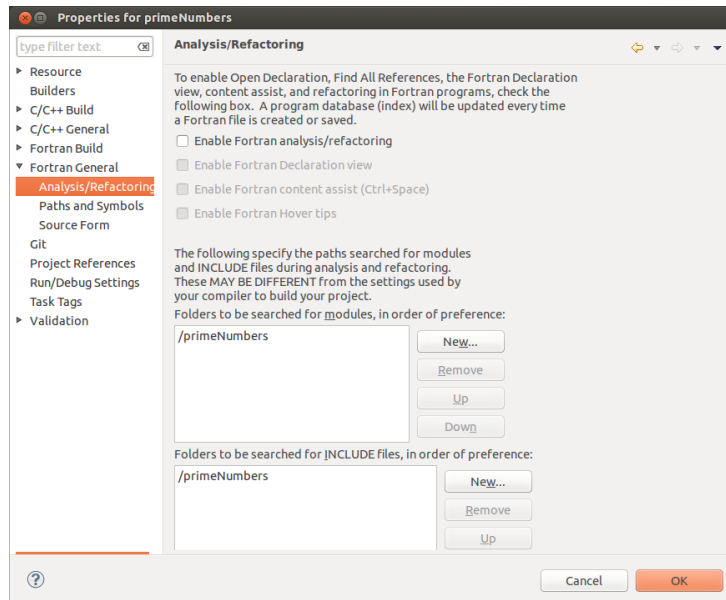 Properties for primeNumbers
type filter text
Analysis/Refactoring
Resource
Builders
C/C++ Build
C/C++ General
Fortran Build
Fortran General
Analysis/Refactoring
Paths and Symbols
Source Form
Git
Project References
Run/Debug Settings
Task Tags
Validation
To enable Open Declaration, Find All References, the Fortran Declaration
view, content assist, and refactoring in Fortran programs, check the
following box. A program database (index) will be updated every time
a Fortran file is created or saved.
Enable Fortran analysis/refactoring
Enable Fortran Declaration view
Enable Fortran content assist (Ctrl+Space)
Enable Fortran Hover tips
The following specify the paths searched for modules
and INCLUDE files during analysis and refactoring.
These MAY BE DIFFERENT from the settings used by
your compiler to build your project.
Folders to be searched for modules, in order of preference:
/primeNumbers
New...
Remove
Up
Down
Folders to be searched for INCLUDE files, in order of preference:
/primeNumbers
New...
Remove
Up
Cancel
OK